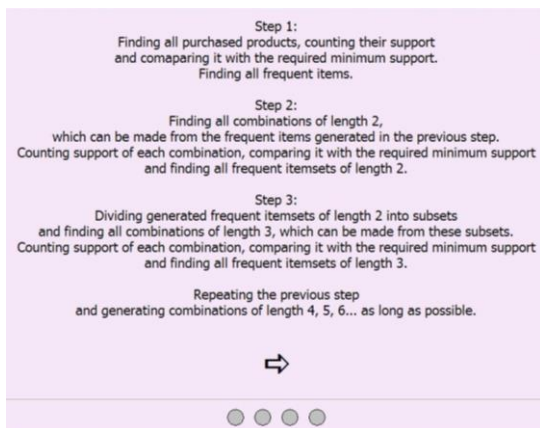 Step 1:
Finding all purchased products, counting their support
and comaparing it with the required minimum support.
Finding all frequent items.
Step 2:
Finding all combinations of length 2,
which can be made from the frequent items generated in the previous step.
Counting support of each combination, comparing it with the required minimum support
and finding all frequent itemsets of length 2.
Step 3:
Dividing generated frequent itemsets of length 2 into subsets
and finding all combinations of length 3, which can be made from these subsets.
Counting support of each combination, comparing it with the required minimum support
and finding all frequent itemsets of length 3.
Repeating the previous step
and generating combinations of length 4, 5, 6... as long as possible.